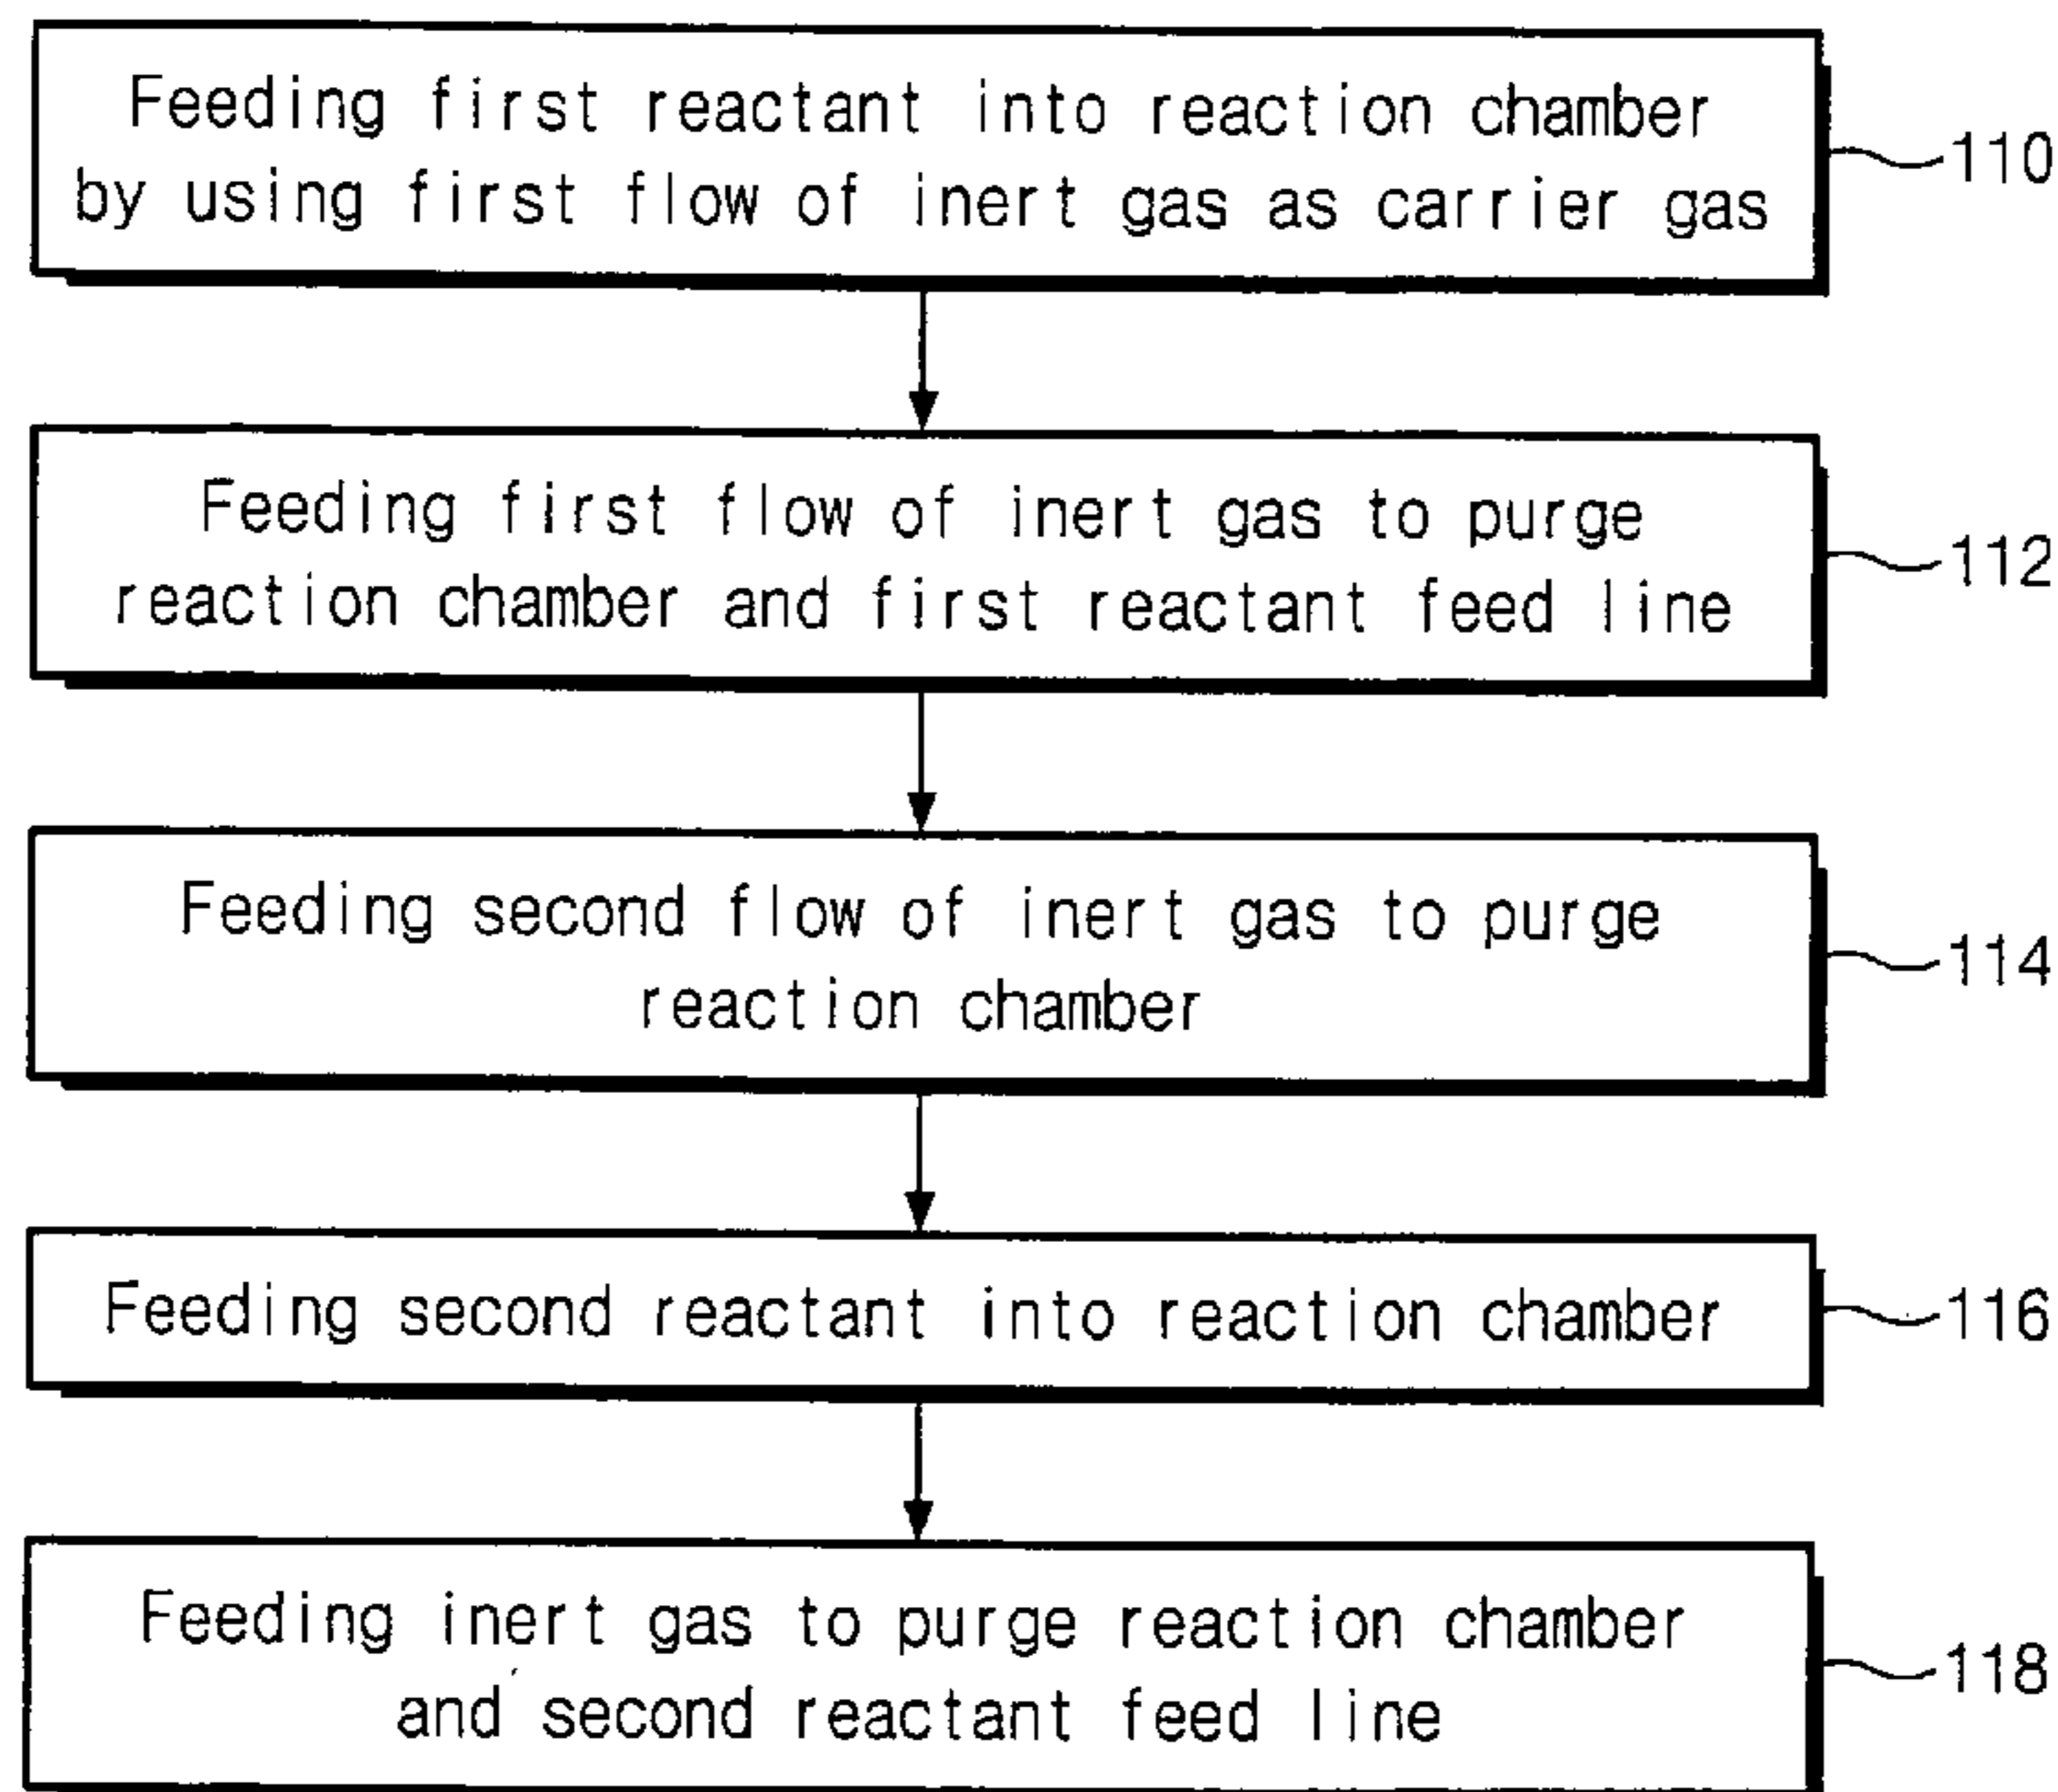 Feeding first reactant into reaction chamber
by using first flow of inert gas as carrier gas
110
Feeding first flow of inert gas to purge
reaction chamber and first reactant feed line
112
Feeding second flow of inert gas to purge
reaction chamber
114
Feeding second reactant into reaction chamber
116
Feeding inert gas to purge reaction chamber
and second reactant feed line
118